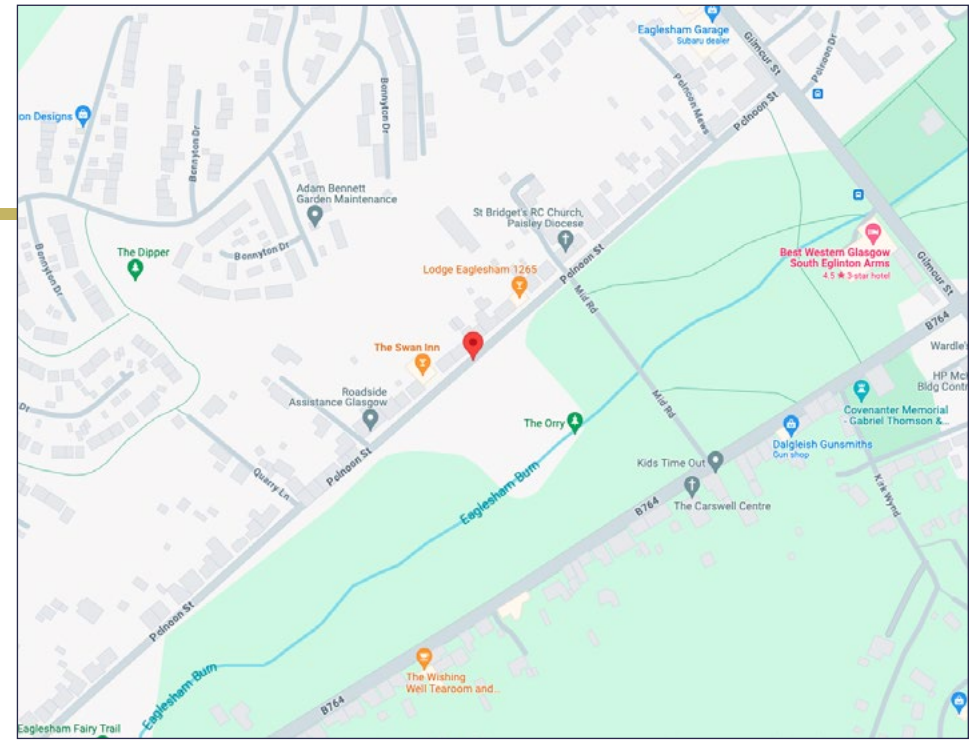 Eaglesham Garage
Subaru dealer
Gilmour St
Polnoon Dr
on Designs
Bonnyton Dr
Bonnyton Dr
Polnoon Mews
Polnoon St
Adam Bennett
Garden Maintenance
St Bridget's RC Church,
Paisley Diocese
Bonnyton Dr
The Dipper
Bonnyton Dr
Polnoon St
Best Western Glasgow
South Eglinton Arms
4.5 ★ 3-star hotel
Gilmour St
Lodge Eaglesham 1265
Mid Rd
B764
The Swan Inn
Wardle's
HP McI
Bldg Contr
Roadside
Assistance Glasgow
Mid Rd
Covenanter Memorial
- Gabriel Thomson &...
Dr
The Orry
Dalgleish Gunsmiths
Gun shop
Polnoon St
Kids Time Out
Quarry Ln
Eaglesham Burn
B764
The Carswell Centre
Kirk Wynd
Polnoon St
The Wishing
Well Tearoom and...
Eaglesham Burn
B764
Eaglesham Fairy Trail